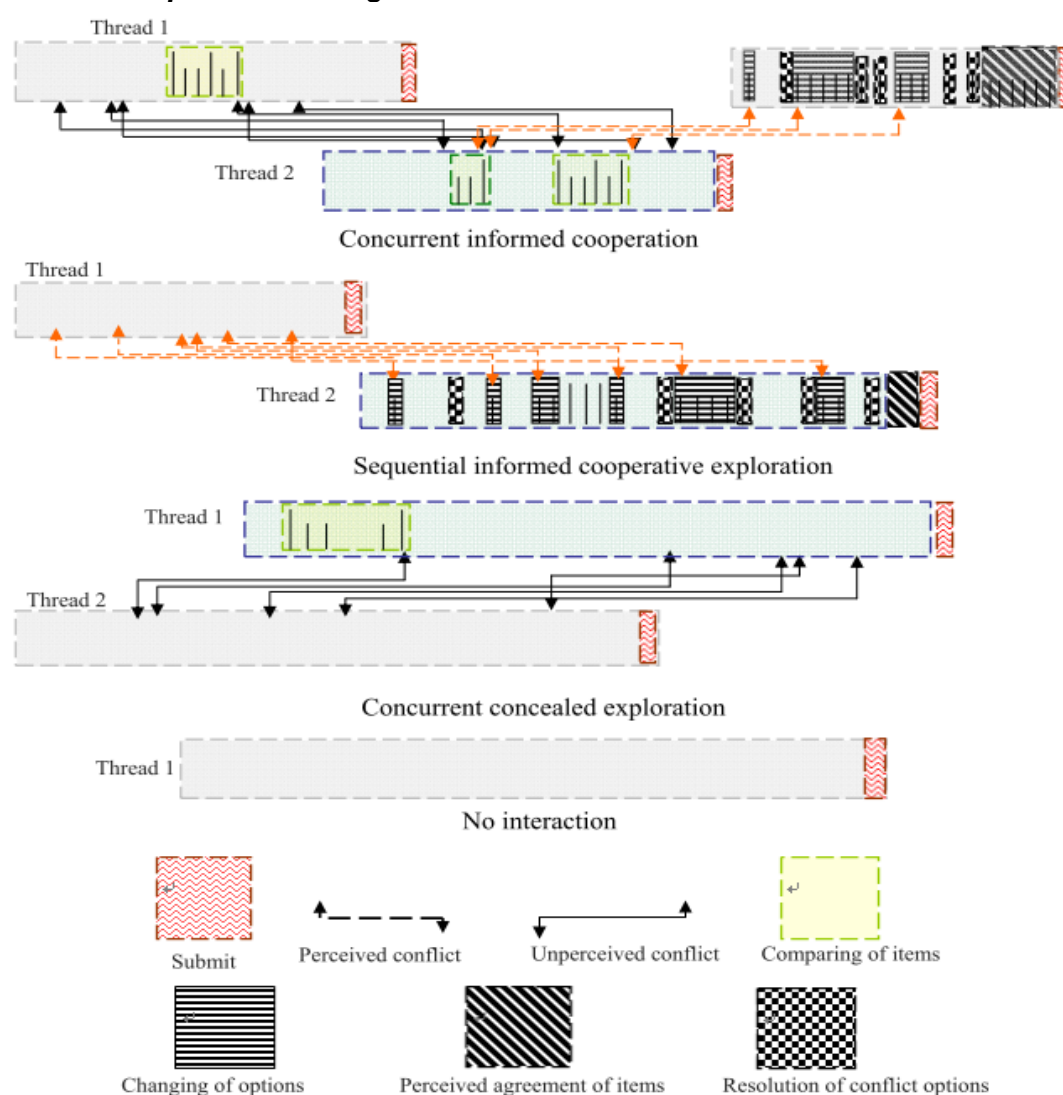 Thread 1
Thread 2
Concurrent informed cooperation
Thread 1
Thread 2
Sequential informed cooperative exploration
Thread 1
Thread 2
Concurrent concealed exploration
Thread 1
No interaction
Submit
Perceived conflict
Unperceived conflict
Comparing of items
Changing of options
Perceived agreement of items
Resolution of conflict options